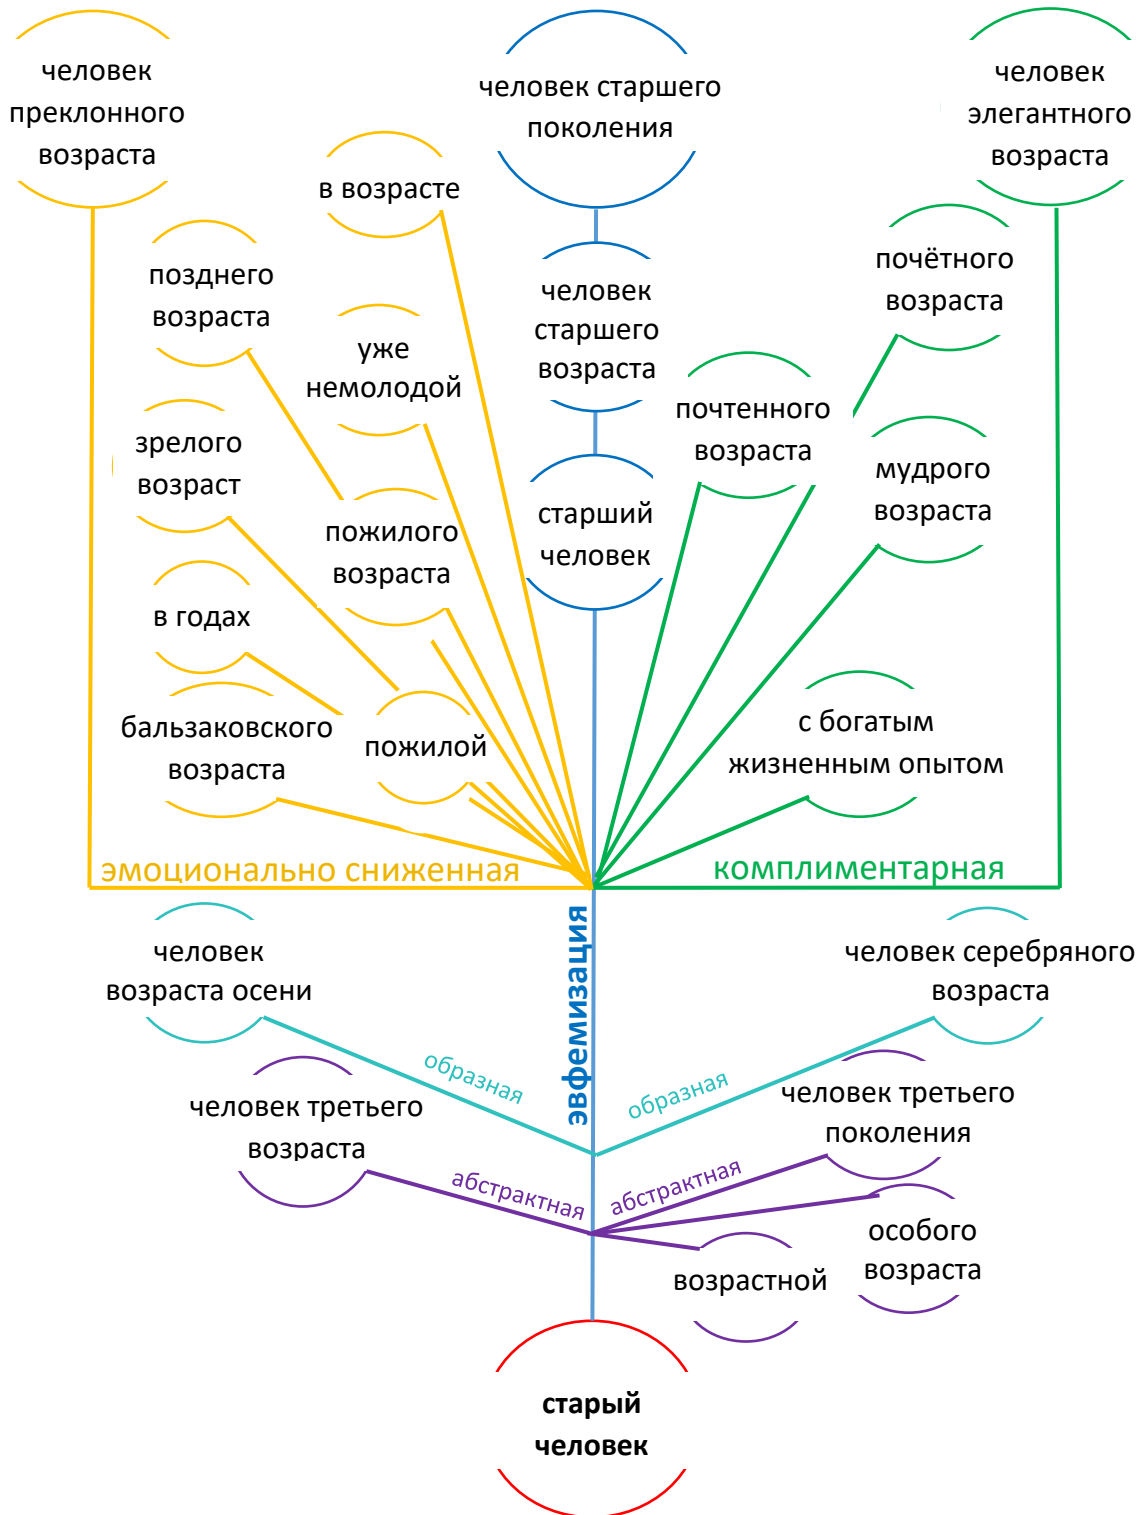 человек
преклонного
возраста
человек старшего
поколения
человек
элегантного
возраста
в возрасте
позднего
возраста
почётного
возраста
человек
старшего
возраста
уже
немолодой
почтенного
возраста
зрелого
возраст
мудрого
возраста
пожилого
возраста
старший
человек
в годах
бальзаковского
возраста
пожилой
с богатым
жизненным опытом
эмоционально сниженная
комплиментарная
эвфемизация
человек
возраста осени
человек серебряного
возраста
образная
образная
человек третьего
возраста
человек третьего
поколения
абстрактная
абстрактная
особого
возраста
возрастной
старый
человек